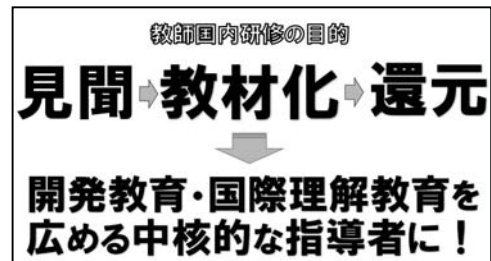 教師国内研修の目的
見聞⇨教材化⇨還元
開発教育・国際理解教育を
広める中核的な指導者に！